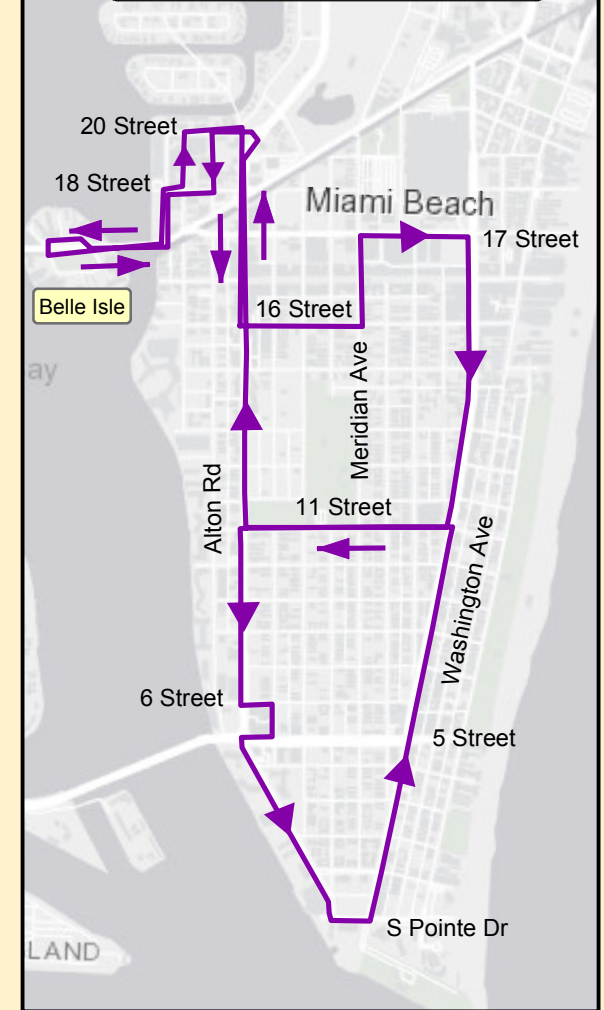 20 Street
18 Street
Miami Beach
17 Street
Belle Isle
16 Street
ay
Meridian Ave
Alton Rd
11 Street
Washington Ave
6 Street
5 Street
S Pointe Dr
LAND